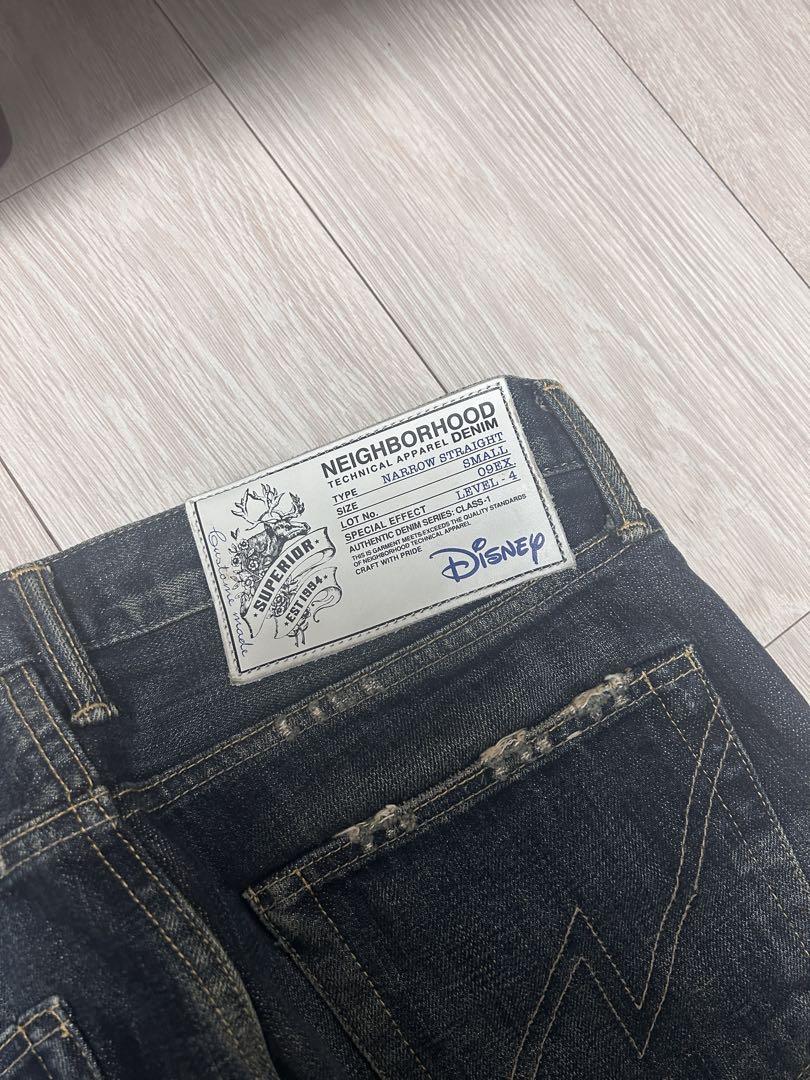 NEIGHBORHOOD
TECHNICAL APPAREL DENIM
TYPE NARROW STRAIGHT
SIZE SMALL
LOT No. 09EX.
SPECIAL EFFECT LEVEL-4
AUTHENTIC DENIM SERIES: CLASS-1
THIS IS GARMENT MEETS/EXCEEDS THE QUALITY STANDARDS
OF NEIGHBORHOOD TECHNICAL APPAREL
CRAFT WITH PRIDE
Disney
SUPERIOR
EST1994
Custome made